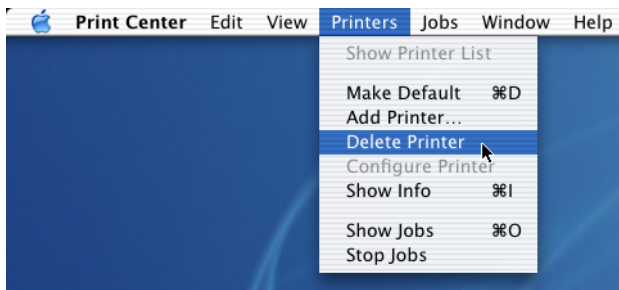 Print Center Edit View Printers Jobs Window Help
Show Printer List
Make Default ⌘D
Add Printer...
Delete Printer
Configure Printer
Show Info ⌘I
Show Jobs ⌘O
Stop Jobs